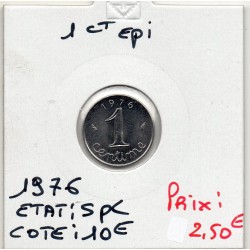 1 CT EPI
1976
1
centime
1976
ETAT: SPL
COTE: 10€
PRIX:
2,50€